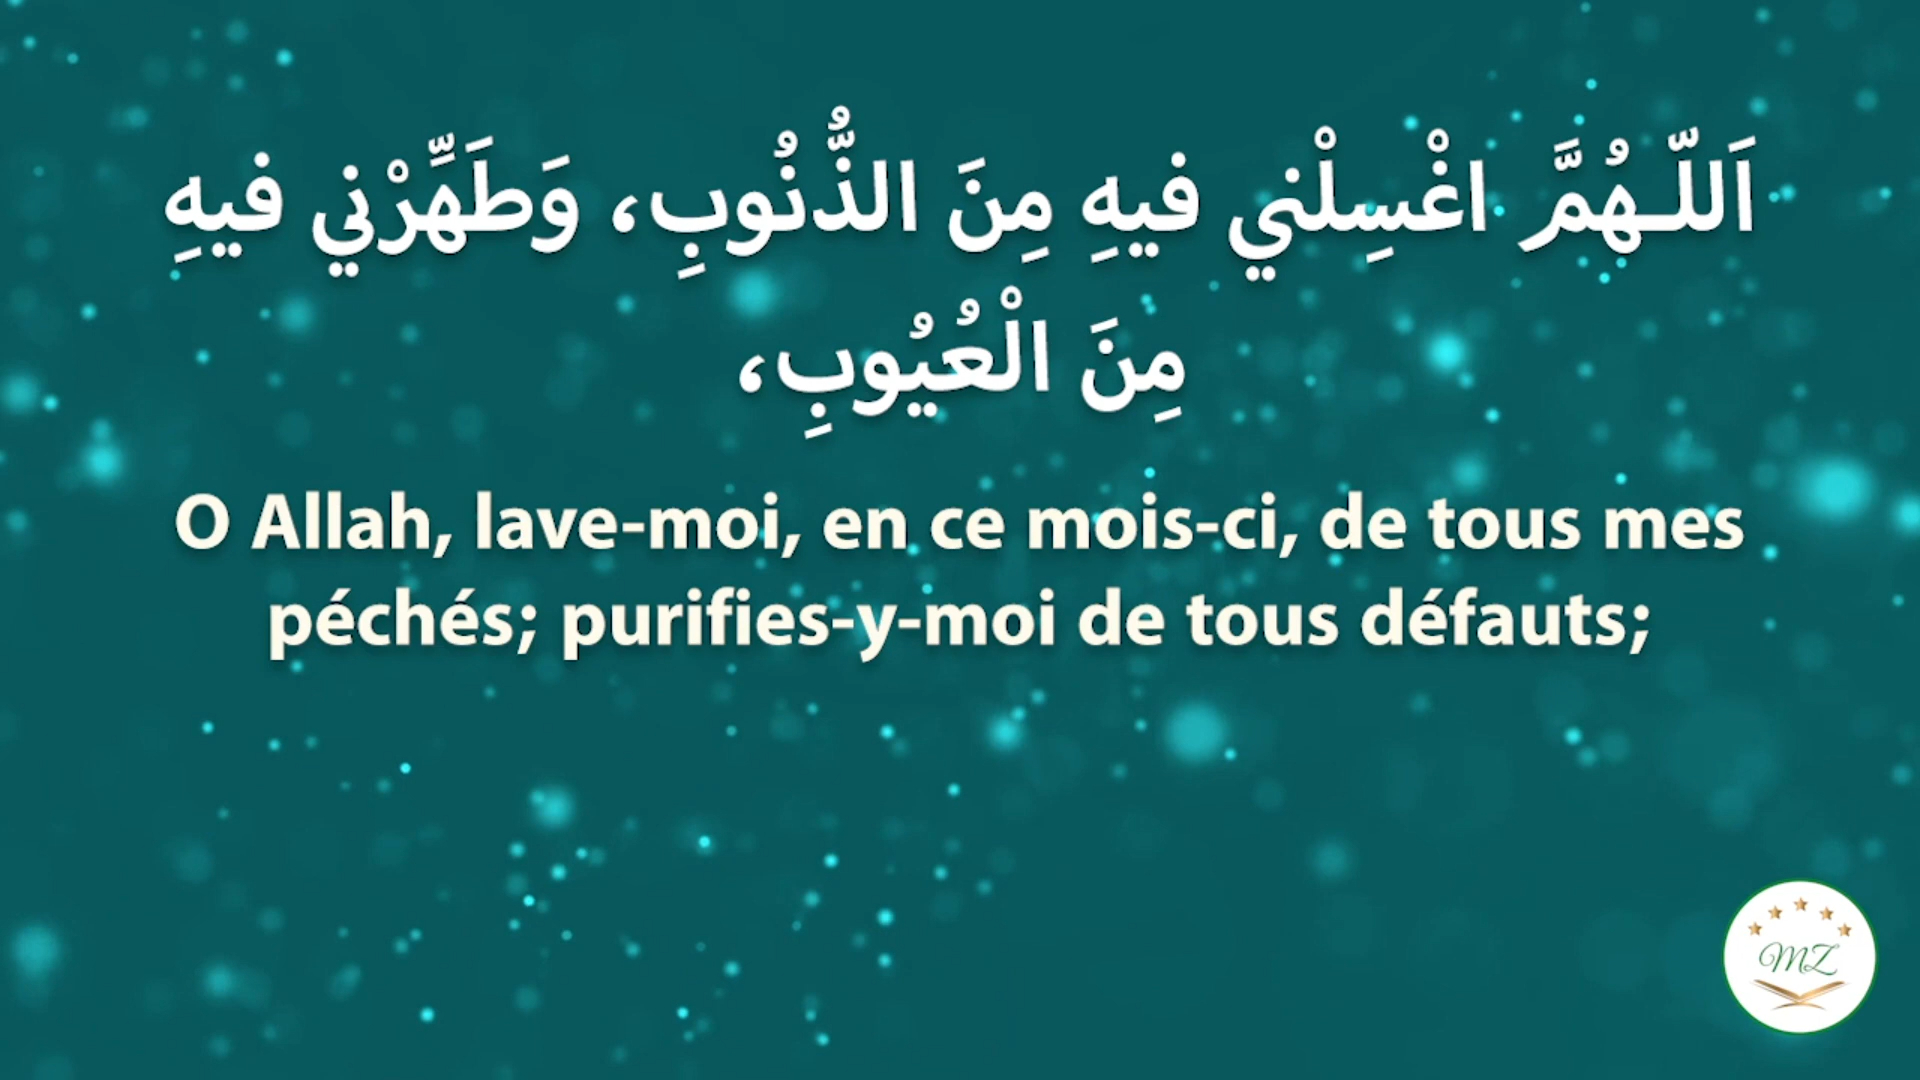 اَللّـهُمَّ اغْسِلْني فيهِ مِنَ الذُّنُوبِ، وَطَهِّرْني فيهِ
مِنَ الْعُيُوبِ،
O Allah, lave-moi, en ce mois-ci, de tous mes
péchés; purifies-y-moi de tous défauts;
MZ